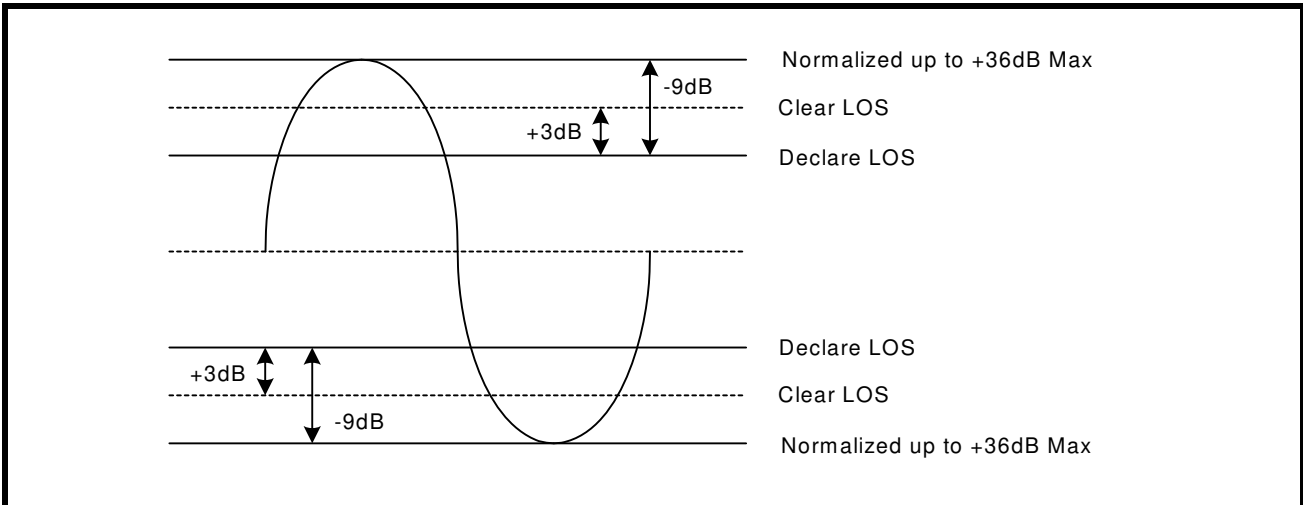 Normalized up to +36dB Max
-9dB
Clear LOS
+3dB
Declare LOS
Declare LOS
+3dB
Clear LOS
-9dB
Normalized up to +36dB Max